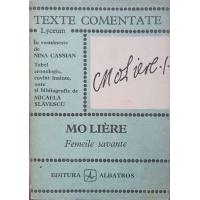 TEXTE COMENTATE
Lyceum
În romînește
de
NINA CASSIAN
Tabel
cronologic,
cuvînt înainte,
note
și bibliografie de
MICAELA
SLĂVESCU
Molière
MOLIÈRE
Femeile savante
EDITURA ALBATROS